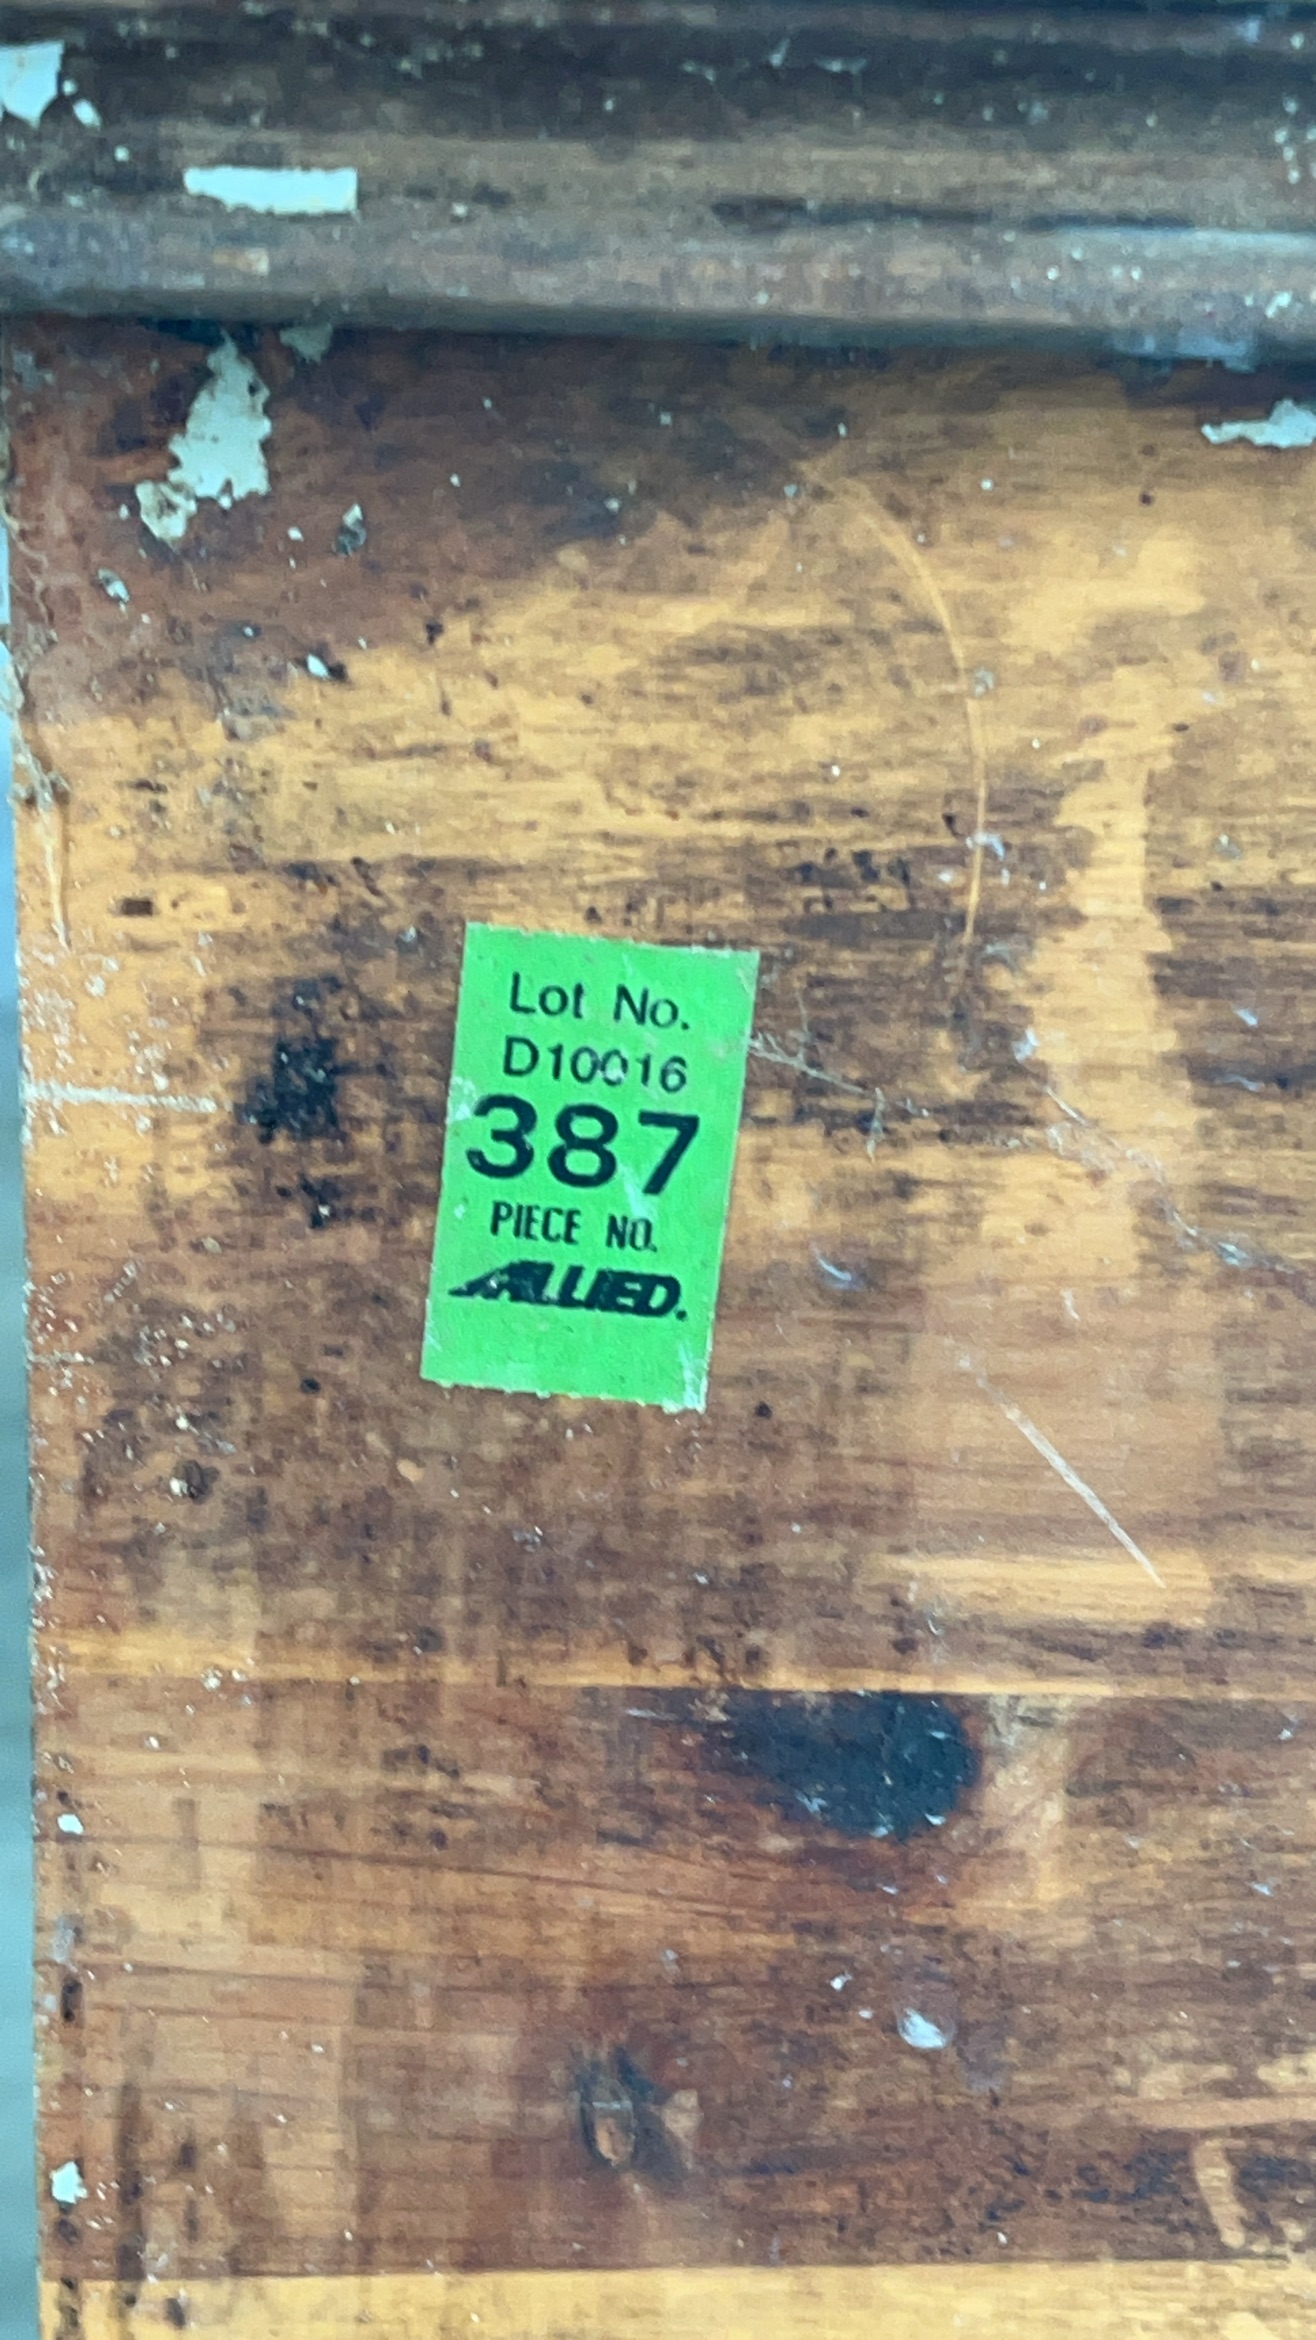 Lot No.
D10016
387
PIECE NO.
ALLIED.